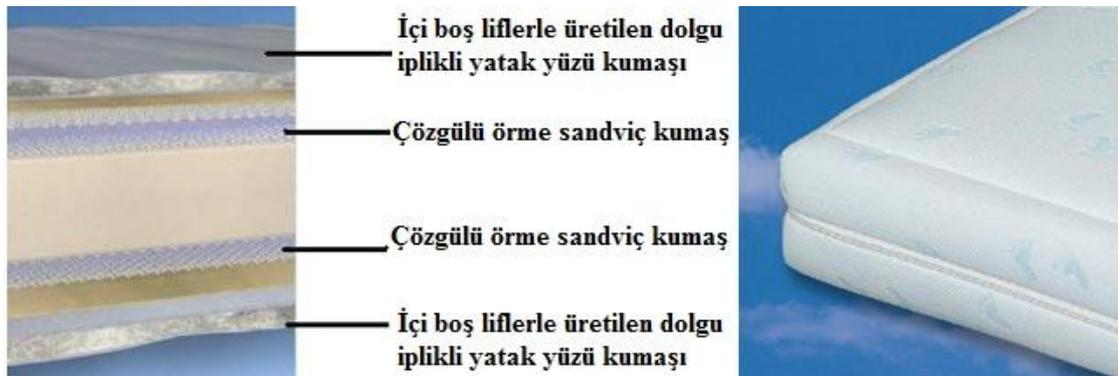 İçi boş liflerle üretilen dolgu
iplikli yatak yüzü kumaşı
Çözgülü örme sandviç kumaş
Çözgülü örme sandviç kumaş
İçi boş liflerle üretilen dolgu
iplikli yatak yüzü kumaşı